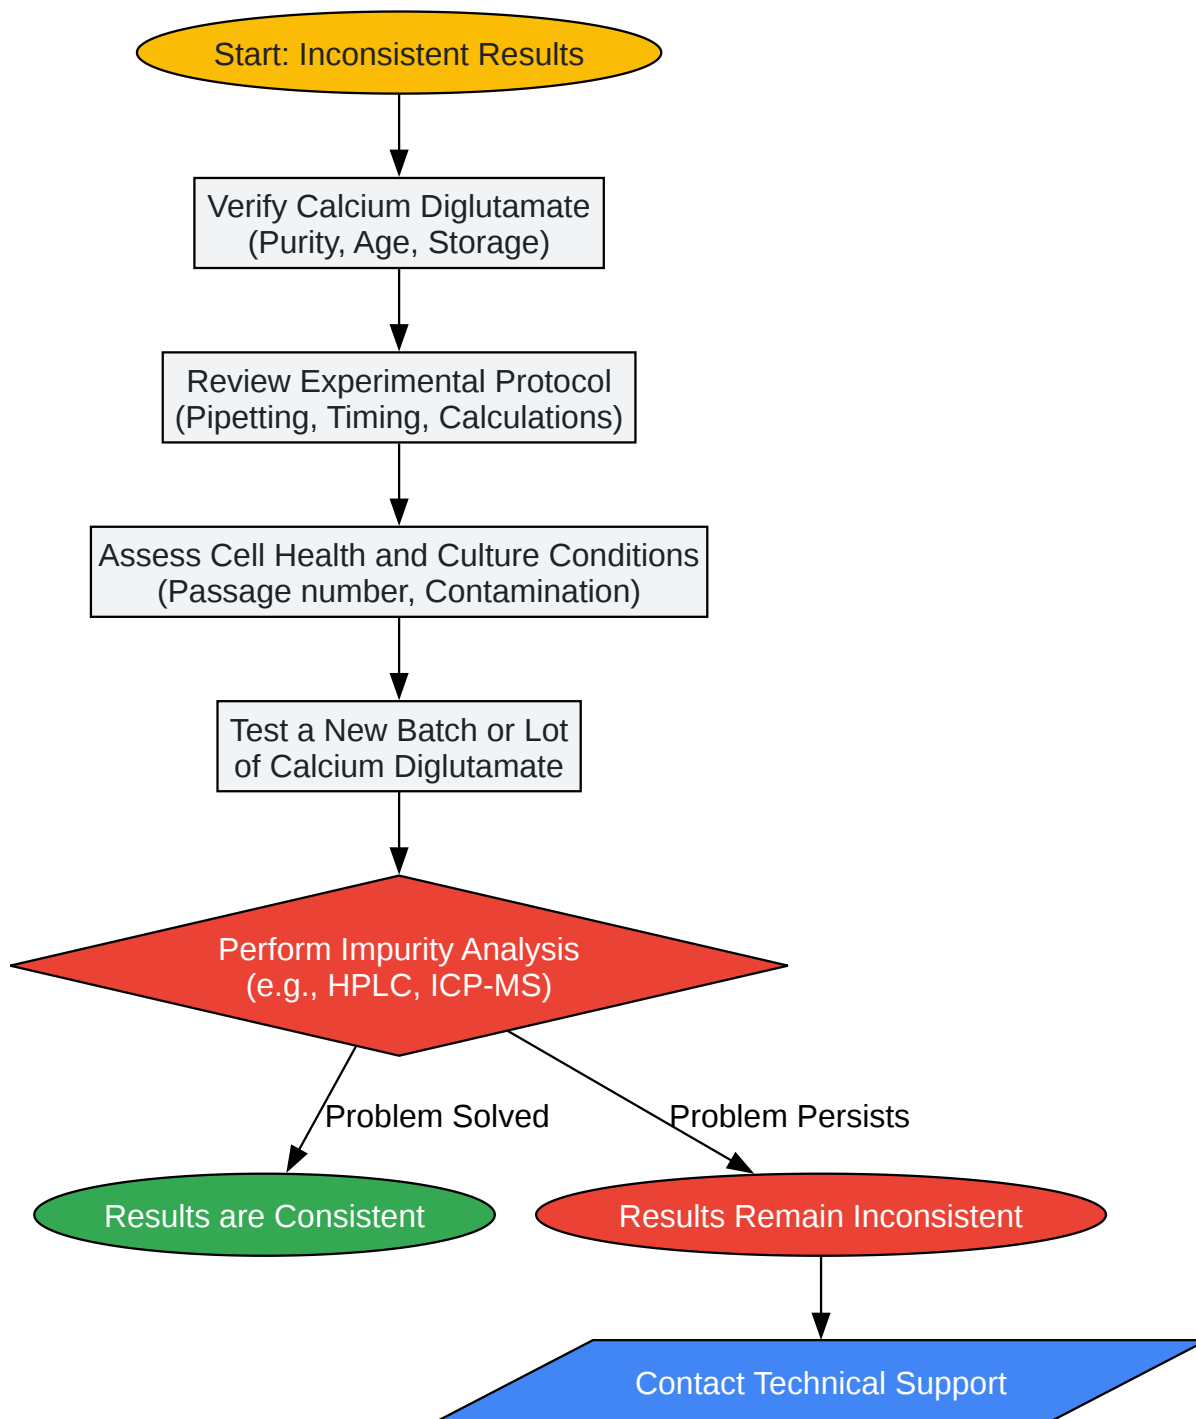 Start: Inconsistent Results
Verify Calcium Diglutamate
(Purity, Age, Storage)
Review Experimental Protocol
(Pipetting, Timing, Calculations)
Assess Cell Health and Culture Conditions
(Passage number, Contamination)
Test a New Batch or Lot
of Calcium Diglutamate
Perform Impurity Analysis
(e.g., HPLC, ICP-MS)
Problem Solved
Problem Persists
Results are Consistent
Results Remain Inconsistent
Contact Technical Support